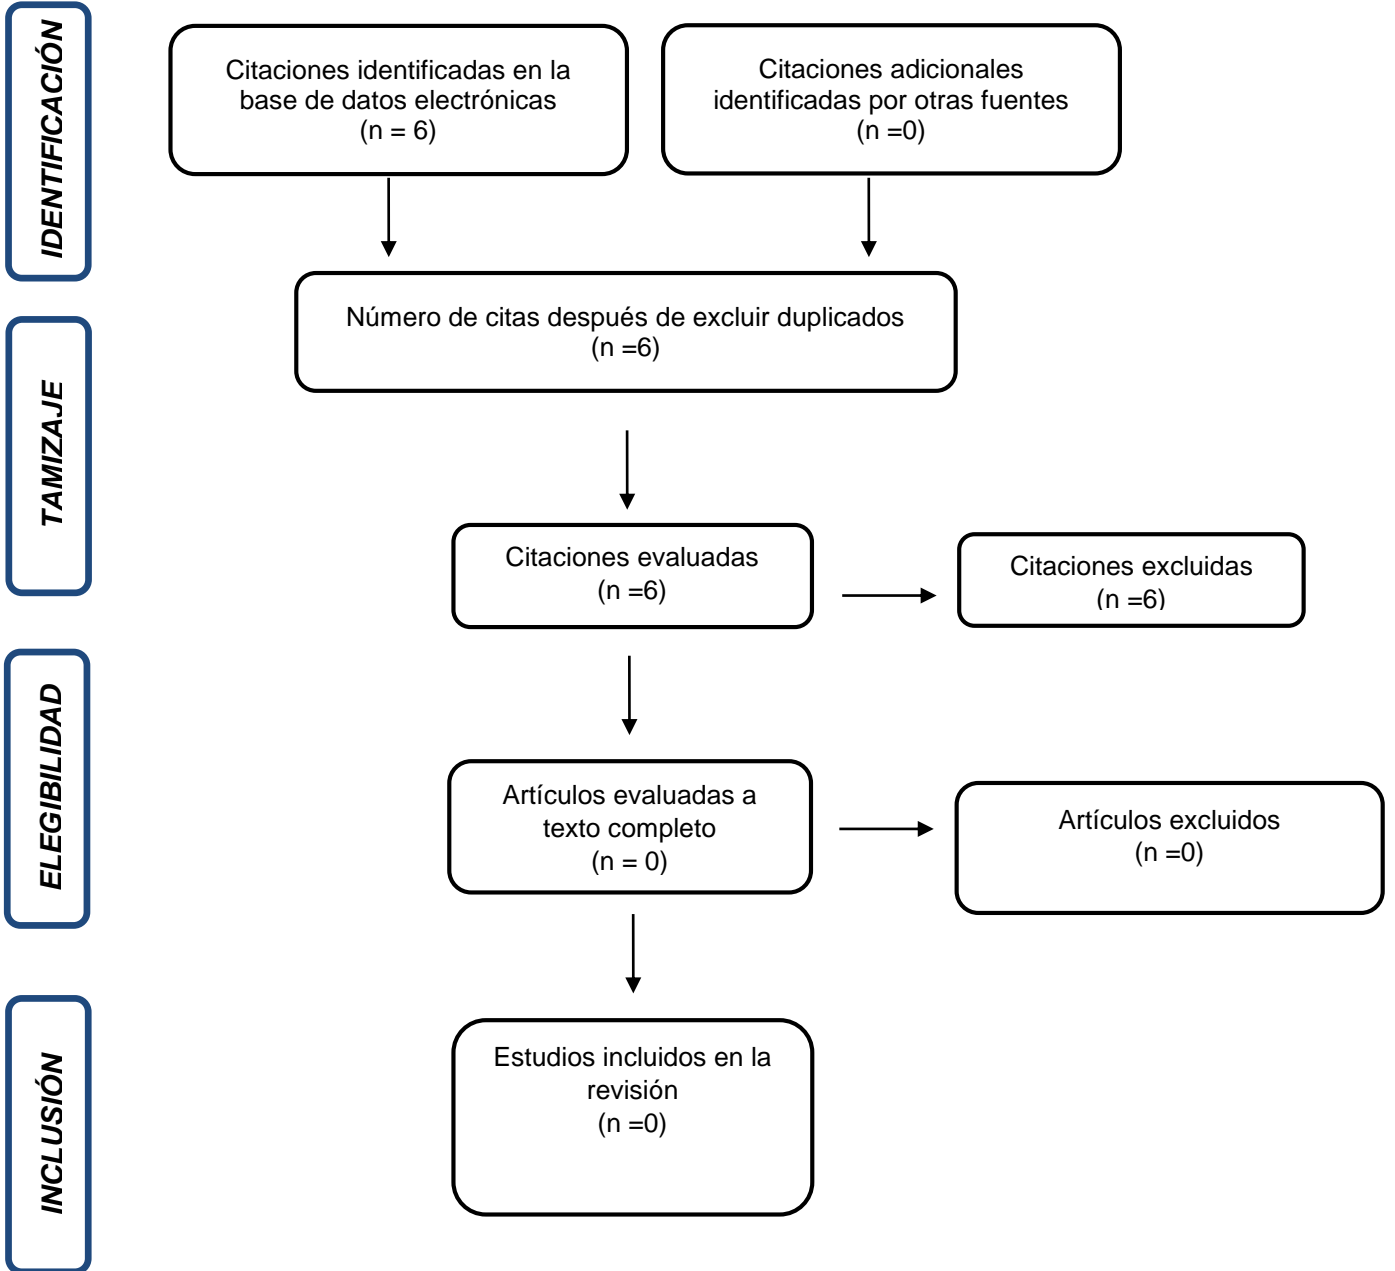 IDENTIFICACIÓN
Citaciones identificadas en la
base de datos electrónicas
(n = 6)
Citaciones adicionales
identificadas por otras fuentes
(n =0)
Número de citas después de excluir duplicados
(n =6)
TAMIZAJE
Citaciones evaluadas
(n =6)
Citaciones excluidas
(n =6)
ELEGIBILIDAD
Artículos evaluadas a
texto completo
(n = 0)
Artículos excluidos
(n =0)
INCLUSIÓN
Estudios incluidos en la
revisión
(n =0)